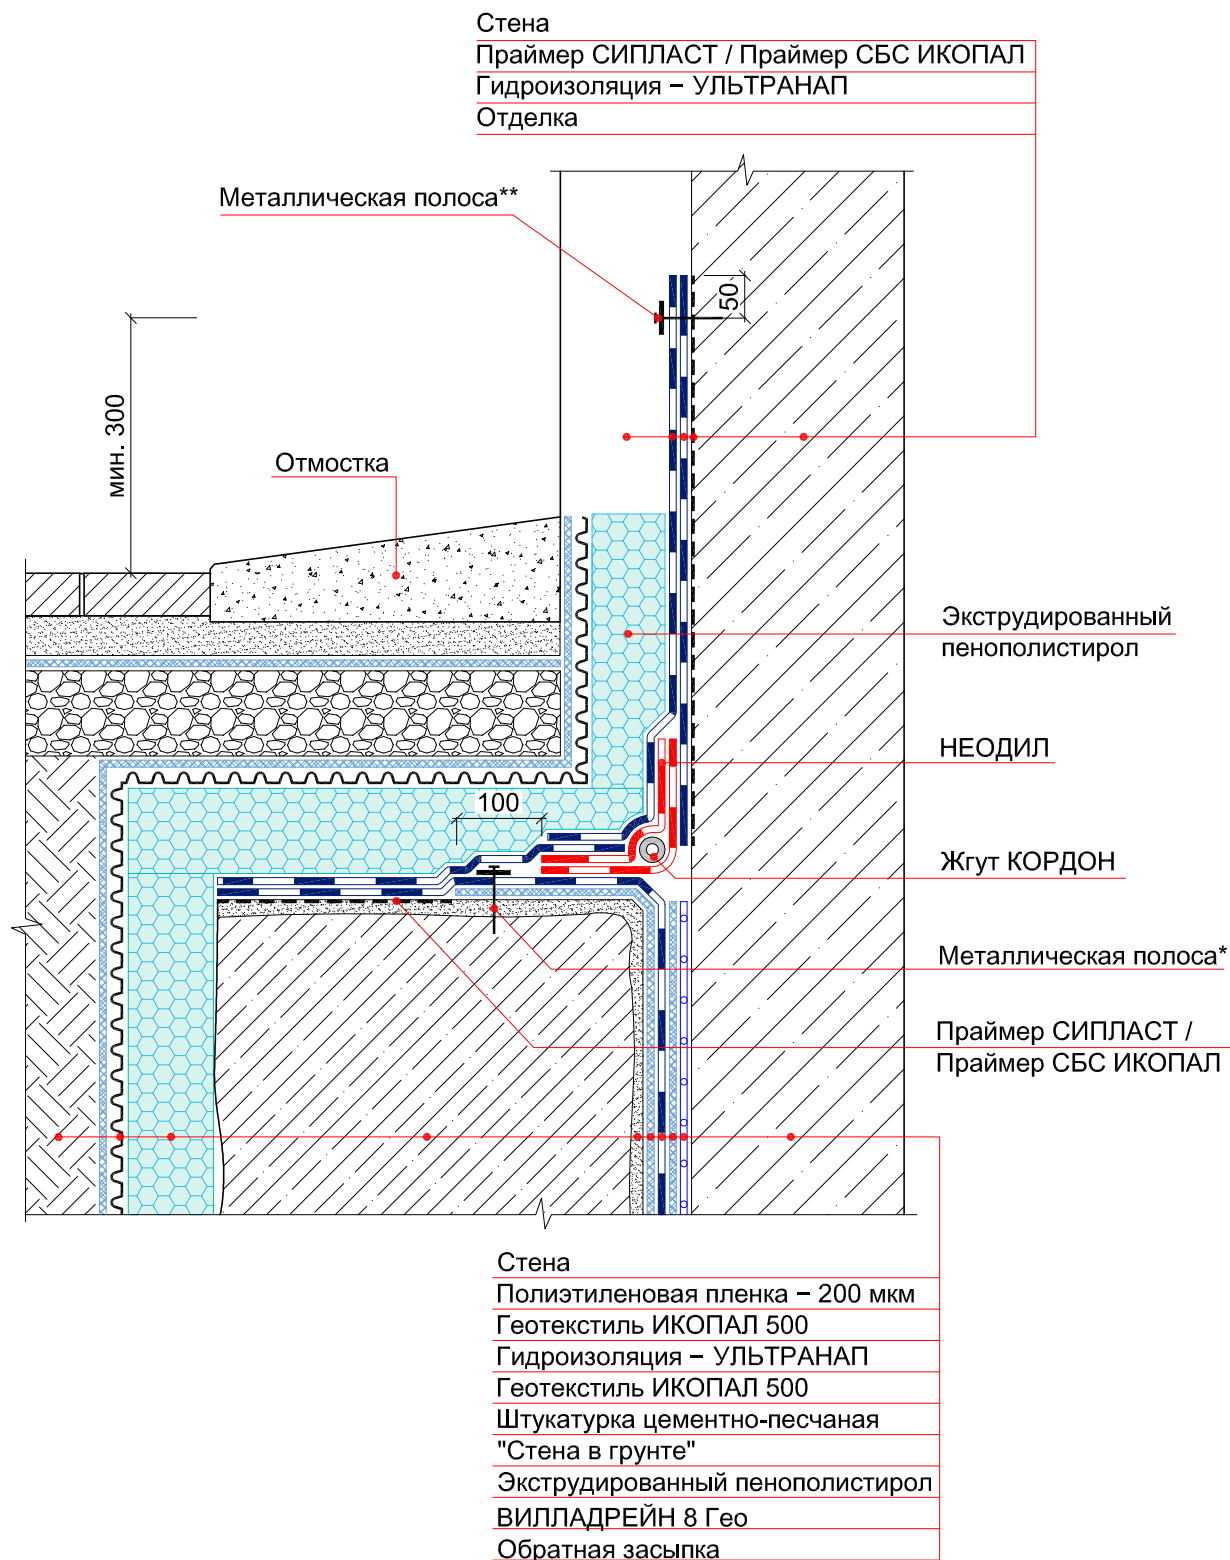 Стена
Праймер СИПЛАСТ / Праймер СБС ИКОПАЛ
Гидроизоляция – УЛЬТРАНАП
Отделка
Металлическая полоса**
50
мин. 300
Отмостка
Экструдированный
пенополистирол
НЕОДИЛ
100
Жгут КОРДОН
Металлическая полоса*
Праймер СИПЛАСТ /
Праймер СБС ИКОПАЛ
Стена
Полиэтиленовая пленка – 200 мкм
Геотекстиль ИКОПАЛ 500
Гидроизоляция – УЛЬТРАНАП
Геотекстиль ИКОПАЛ 500
Штукатурка цементно-песчаная
"Стена в грунте"
Экструдированный пенополистирол
ВИЛЛАДРЕЙН 8 Гео
Обратная засыпка